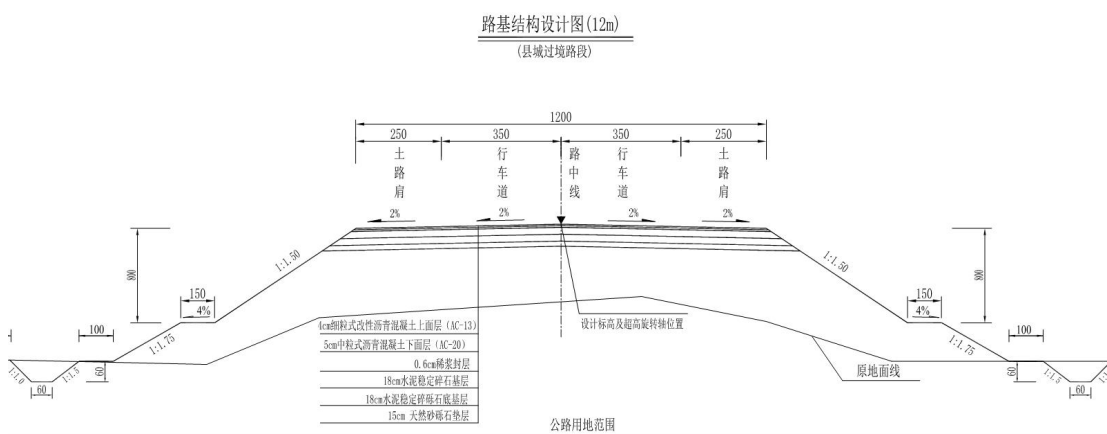 路基结构设计图(12m)
(县城过境路段)
1200
250 350 350 250
土路肩
行车道
路中线
行车道
土路肩
2% 2% 2% 2%
800
1:1.50
1:1.50
800
150
4%
150
4%
100
1:1.75
1:1.75
100
设计标高及超高旋转轴位置
4cm细粒式改性沥青混凝土上面层(AC-13)
5cm中粒式沥青混凝土下面层(AC-20)
0.6cm稀浆封层
18cm水泥稳定碎石基层
18cm水泥稳定碎砾石底基层
15cm 天然砂砾石垫层
原地面线
1:1.0
60
1:1.5
60
60
1:1.5
60
公路用地范围